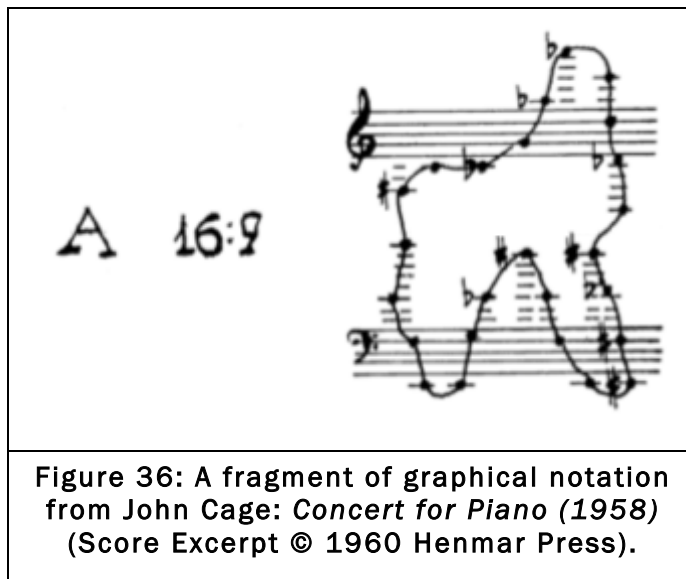 A 16:9
Figure 36: A fragment of graphical notation
from John Cage: Concert for Piano (1958)
(Score Excerpt © 1960 Henmar Press).